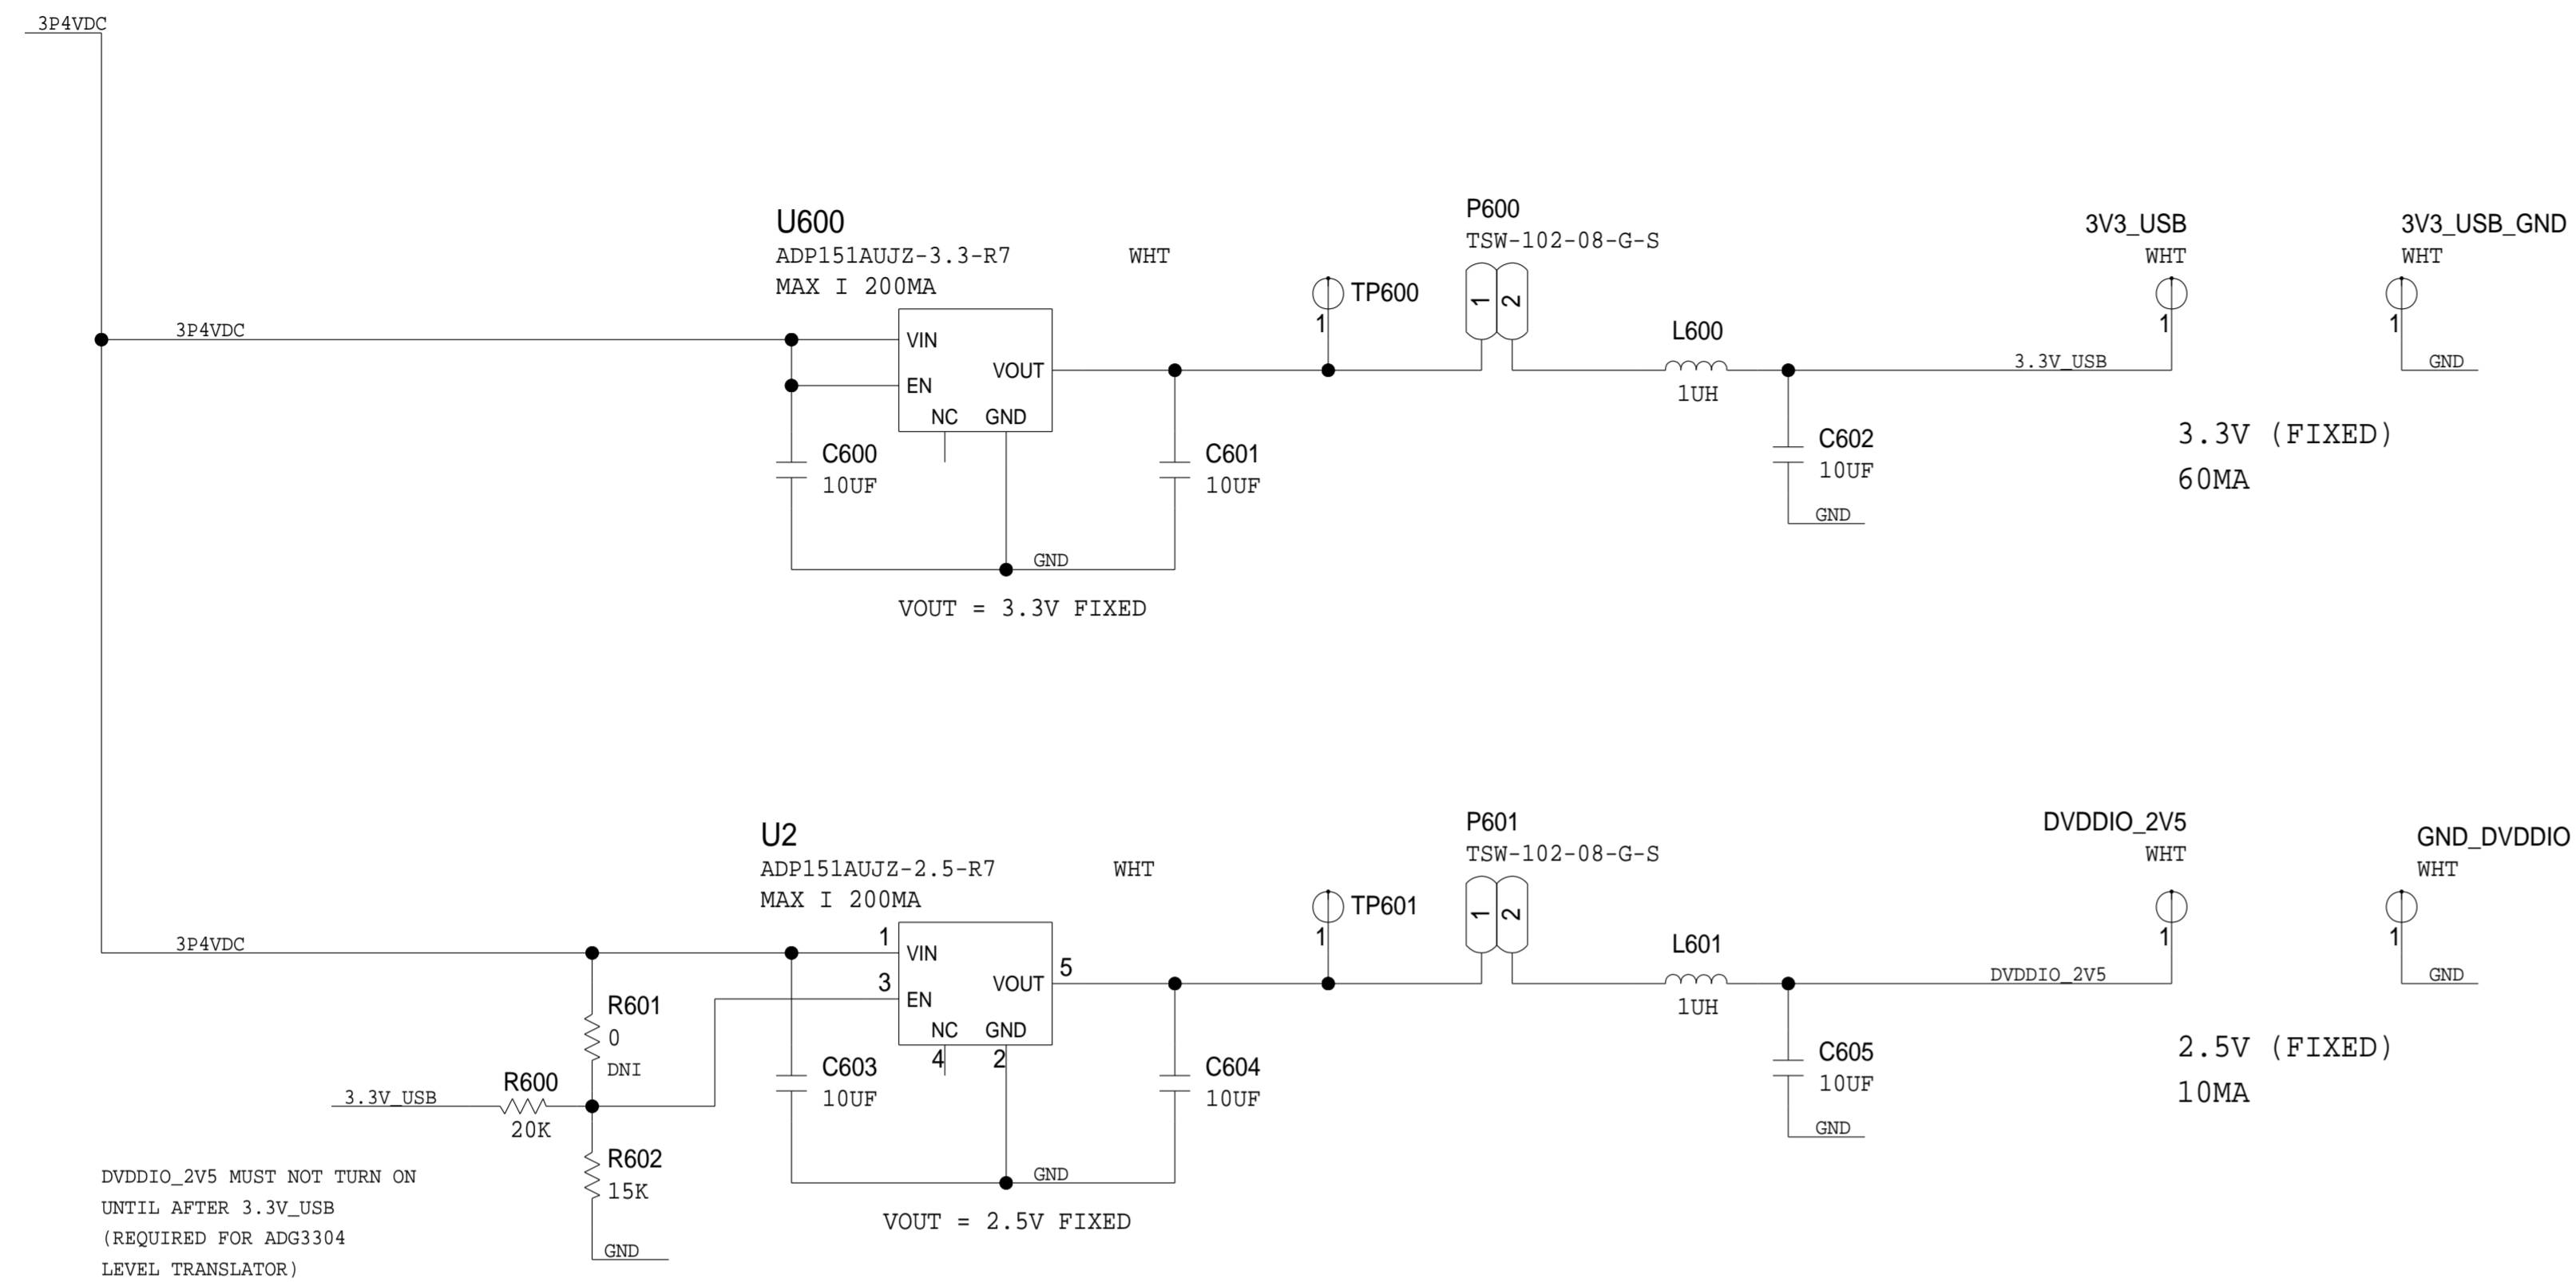 3P4VDC
U600
ADP151AUJZ-3.3-R7
WHT
MAX I 200MA
3P4VDC
VIN
EN
VOUT
NC
GND
C600
10UF
C601
10UF
GND
VOUT = 3.3V FIXED
TP600
1
P600
TSW-102-08-G-S
1
2
L600
1UH
C602
10UF
GND
3.3V_USB
3V3_USB
WHT
1
3V3_USB_GND
WHT
1
GND
3.3V (FIXED)
60MA
U2
ADP151AUJZ-2.5-R7
WHT
MAX I 200MA
3P4VDC
1
VIN
3
EN
VOUT
5
NC
GND
4
2
R601
0
DNI
R600
3.3V_USB
20K
R602
15K
GND
C603
10UF
C604
10UF
GND
VOUT = 2.5V FIXED
TP601
1
P601
TSW-102-08-G-S
1
2
L601
1UH
C605
10UF
GND
DVDDIO_2V5
DVDDIO_2V5
WHT
1
GND_DVDDIO
WHT
1
GND
2.5V (FIXED)
10MA
DVDDIO_2V5 MUST NOT TURN ON
UNTIL AFTER 3.3V_USB
(REQUIRED FOR ADG3304
LEVEL TRANSLATOR)